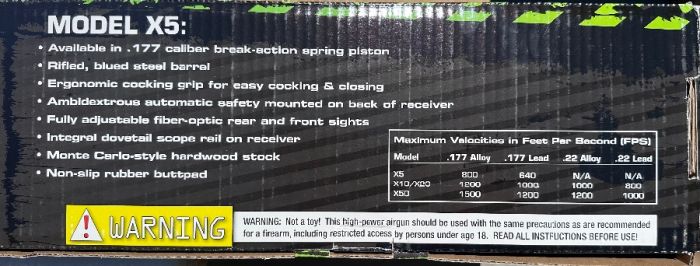 MODEL X5:
• Available in .177 caliber break-action spring piston
• Rifled, blued steel barrel
• Ergonomic cocking grip for easy cocking & closing
• Ambidextrous automatic safety mounted on back of receiver
• Fully adjustable fiber-optic rear and front sights
• Integral dovetail scope rail on receiver
• Monte Carlo-style hardwood stock
• Non-slip rubber buttpad
Maximum Velocities in Feet Per Second (FPS)
Model .177 Alloy .177 Lead .22 Alloy .22 Lead
X5 800 640 N/A N/A
X10/X20 1200 1000 1000 800
X50 1500 1200 1200 1000
WARNING
WARNING: Not a toy! This high-power airgun should be used with the same precautions as are recommended
for a firearm, including restricted access by persons under age 18. READ ALL INSTRUCTIONS BEFORE USE!